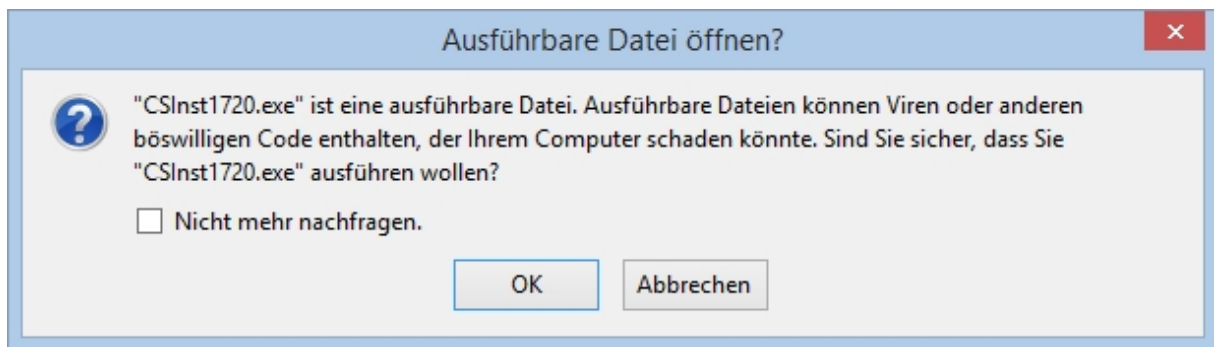 Ausführbare Datei öffnen?
"CSInst1720.exe" ist eine ausführbare Datei. Ausführbare Dateien können Viren oder anderen
böswilligen Code enthalten, der Ihrem Computer schaden könnte. Sind Sie sicher, dass Sie
"CSInst1720.exe" ausführen wollen?
Nicht mehr nachfragen.
OK
Abbrechen